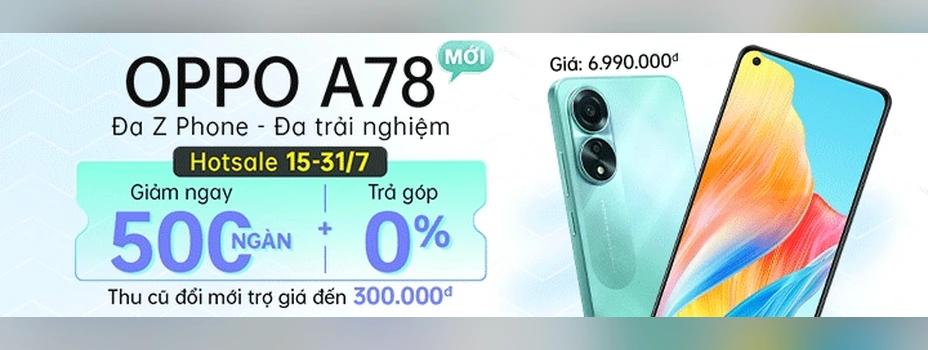 MỚI
OPPO A78
Đa Z Phone - Đa trải nghiệm
Hotsale 15-31/7
Giảm ngay
500 NGÀN
+
Trả góp
0%
Thu cũ đổi mới trợ giá đến 300.000đ
Giá: 6.990.000đ